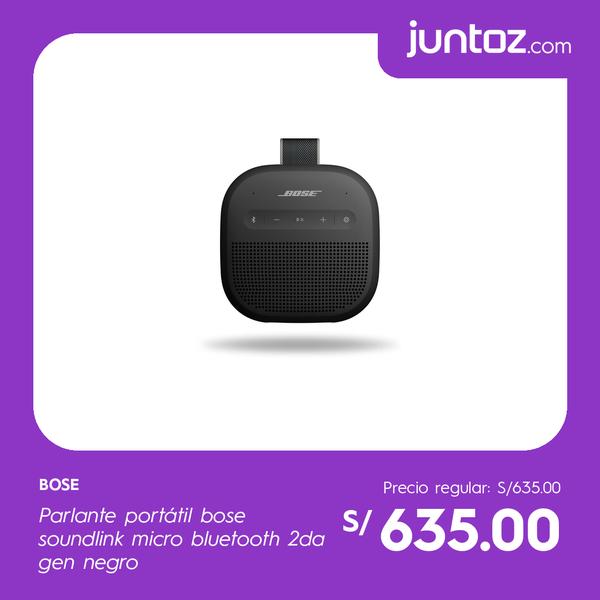 juntoz.com
BOSE
BOSE
Parlante portátil bose
soundlink micro bluetooth 2da
gen negro
Precio regular: S/635.00
S/ 635.00